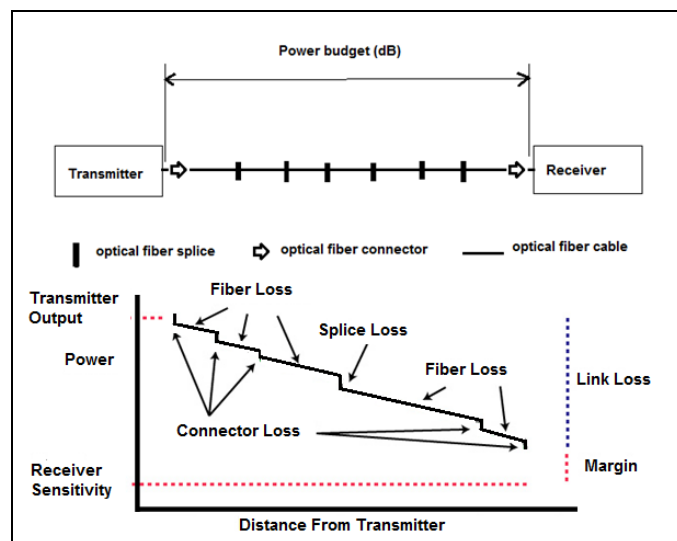 Power budget (dB)
Transmitter
Receiver
optical fiber splice
optical fiber connector
optical fiber cable
Transmitter
Output
Fiber Loss
Splice Loss
Power
Fiber Loss
Link Loss
Connector Loss
Receiver
Sensitivity
Margin
Distance From Transmitter